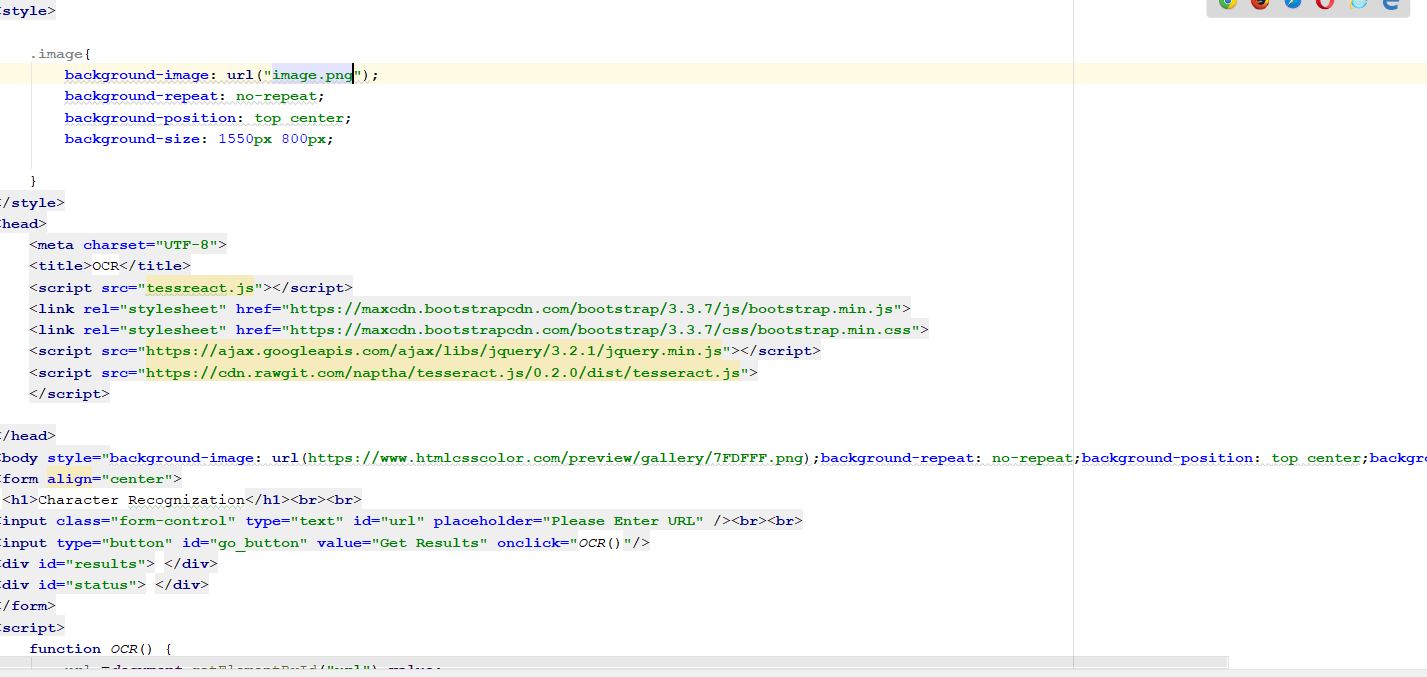 style>
.image{
background-image: url("image.png");
background-repeat: no-repeat;
background-position: top center;
background-size: 1550px 800px;
}
/style>
head>
<meta charset="UTF-8">
<title>OCR</title>
<script src="tessreact.js"></script>
<link rel="stylesheet" href="https://maxcdn.bootstrapcdn.com/bootstrap/3.3.7/js/bootstrap.min.js">
<link rel="stylesheet" href="https://maxcdn.bootstrapcdn.com/bootstrap/3.3.7/css/bootstrap.min.css">
<script src="https://ajax.googleapis.com/ajax/libs/jquery/3.2.1/jquery.min.js"></script>
<script src="https://cdn.rawgit.com/naptha/tesseract.js/0.2.0/dist/tesseract.js">
</script>
/head>
body style="background-image: url(https://www.htmlcsscolor.com/preview/gallery/7FDFFF.png);background-repeat: no-repeat;background-position: top center;backgr
form align="center">
<h1>Character Recognization</h1><br><br>
input class="form-control" type="text" id="url" placeholder="Please Enter URL" /><br><br>
input type="button" id="go_button" value="Get Results" onclick="OCR()"/>
div id="results"> </div>
div id="status"> </div>
/form>
script>
function OCR() {